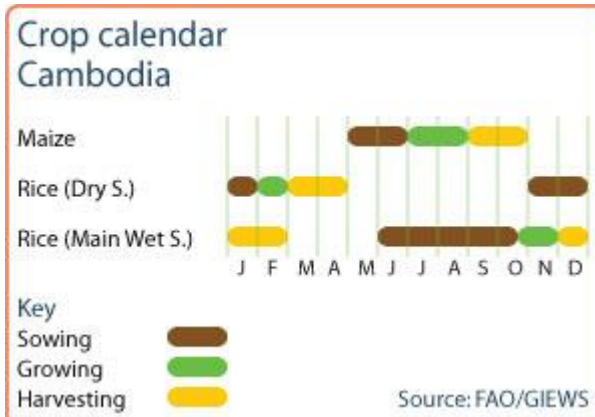 Crop calendar
Cambodia
Maize
Rice (Dry S.)
Rice (Main Wet S.)
J F M A M J J A S O N D
Key
Sowing
Growing
Harvesting
Source: FAO/GIEWS